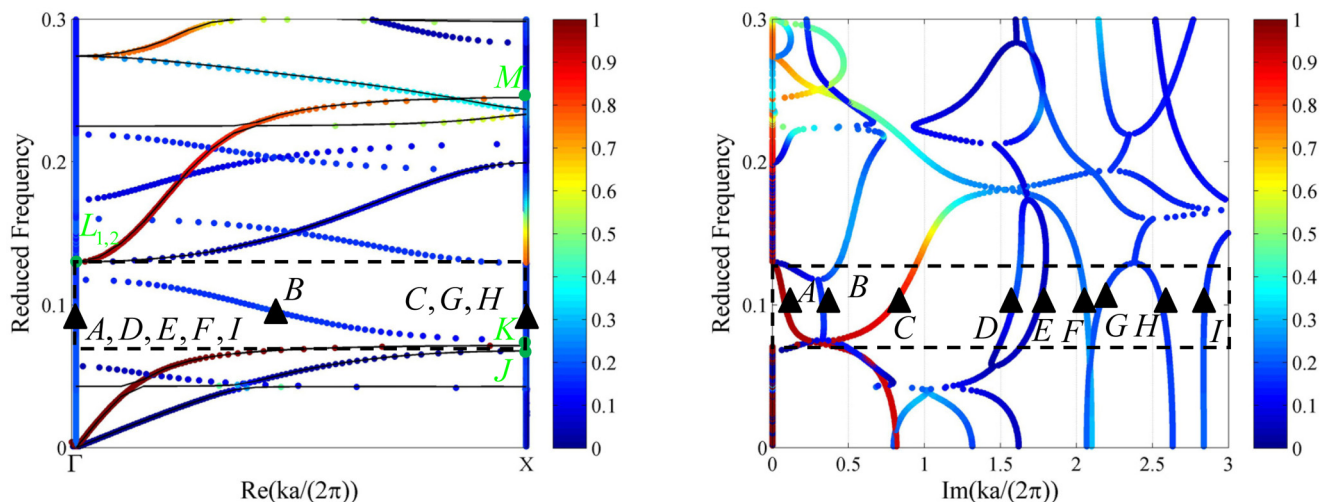 0.3
0.2
0.1
0
Reduced Frequency
Γ
X
Re(ka/(2π))
M
L1,2
B
C, G, H
A, D, E, F, I
K
J
1
0.9
0.8
0.7
0.6
0.5
0.4
0.3
0.2
0.1
0
0.3
0.2
0.1
0
Reduced Frequency
A
B
C
D
E
F
G
H
I
0
0.5
1
1.5
2
2.5
3
Im(ka/(2π))
1
0.9
0.8
0.7
0.6
0.5
0.4
0.3
0.2
0.1
0